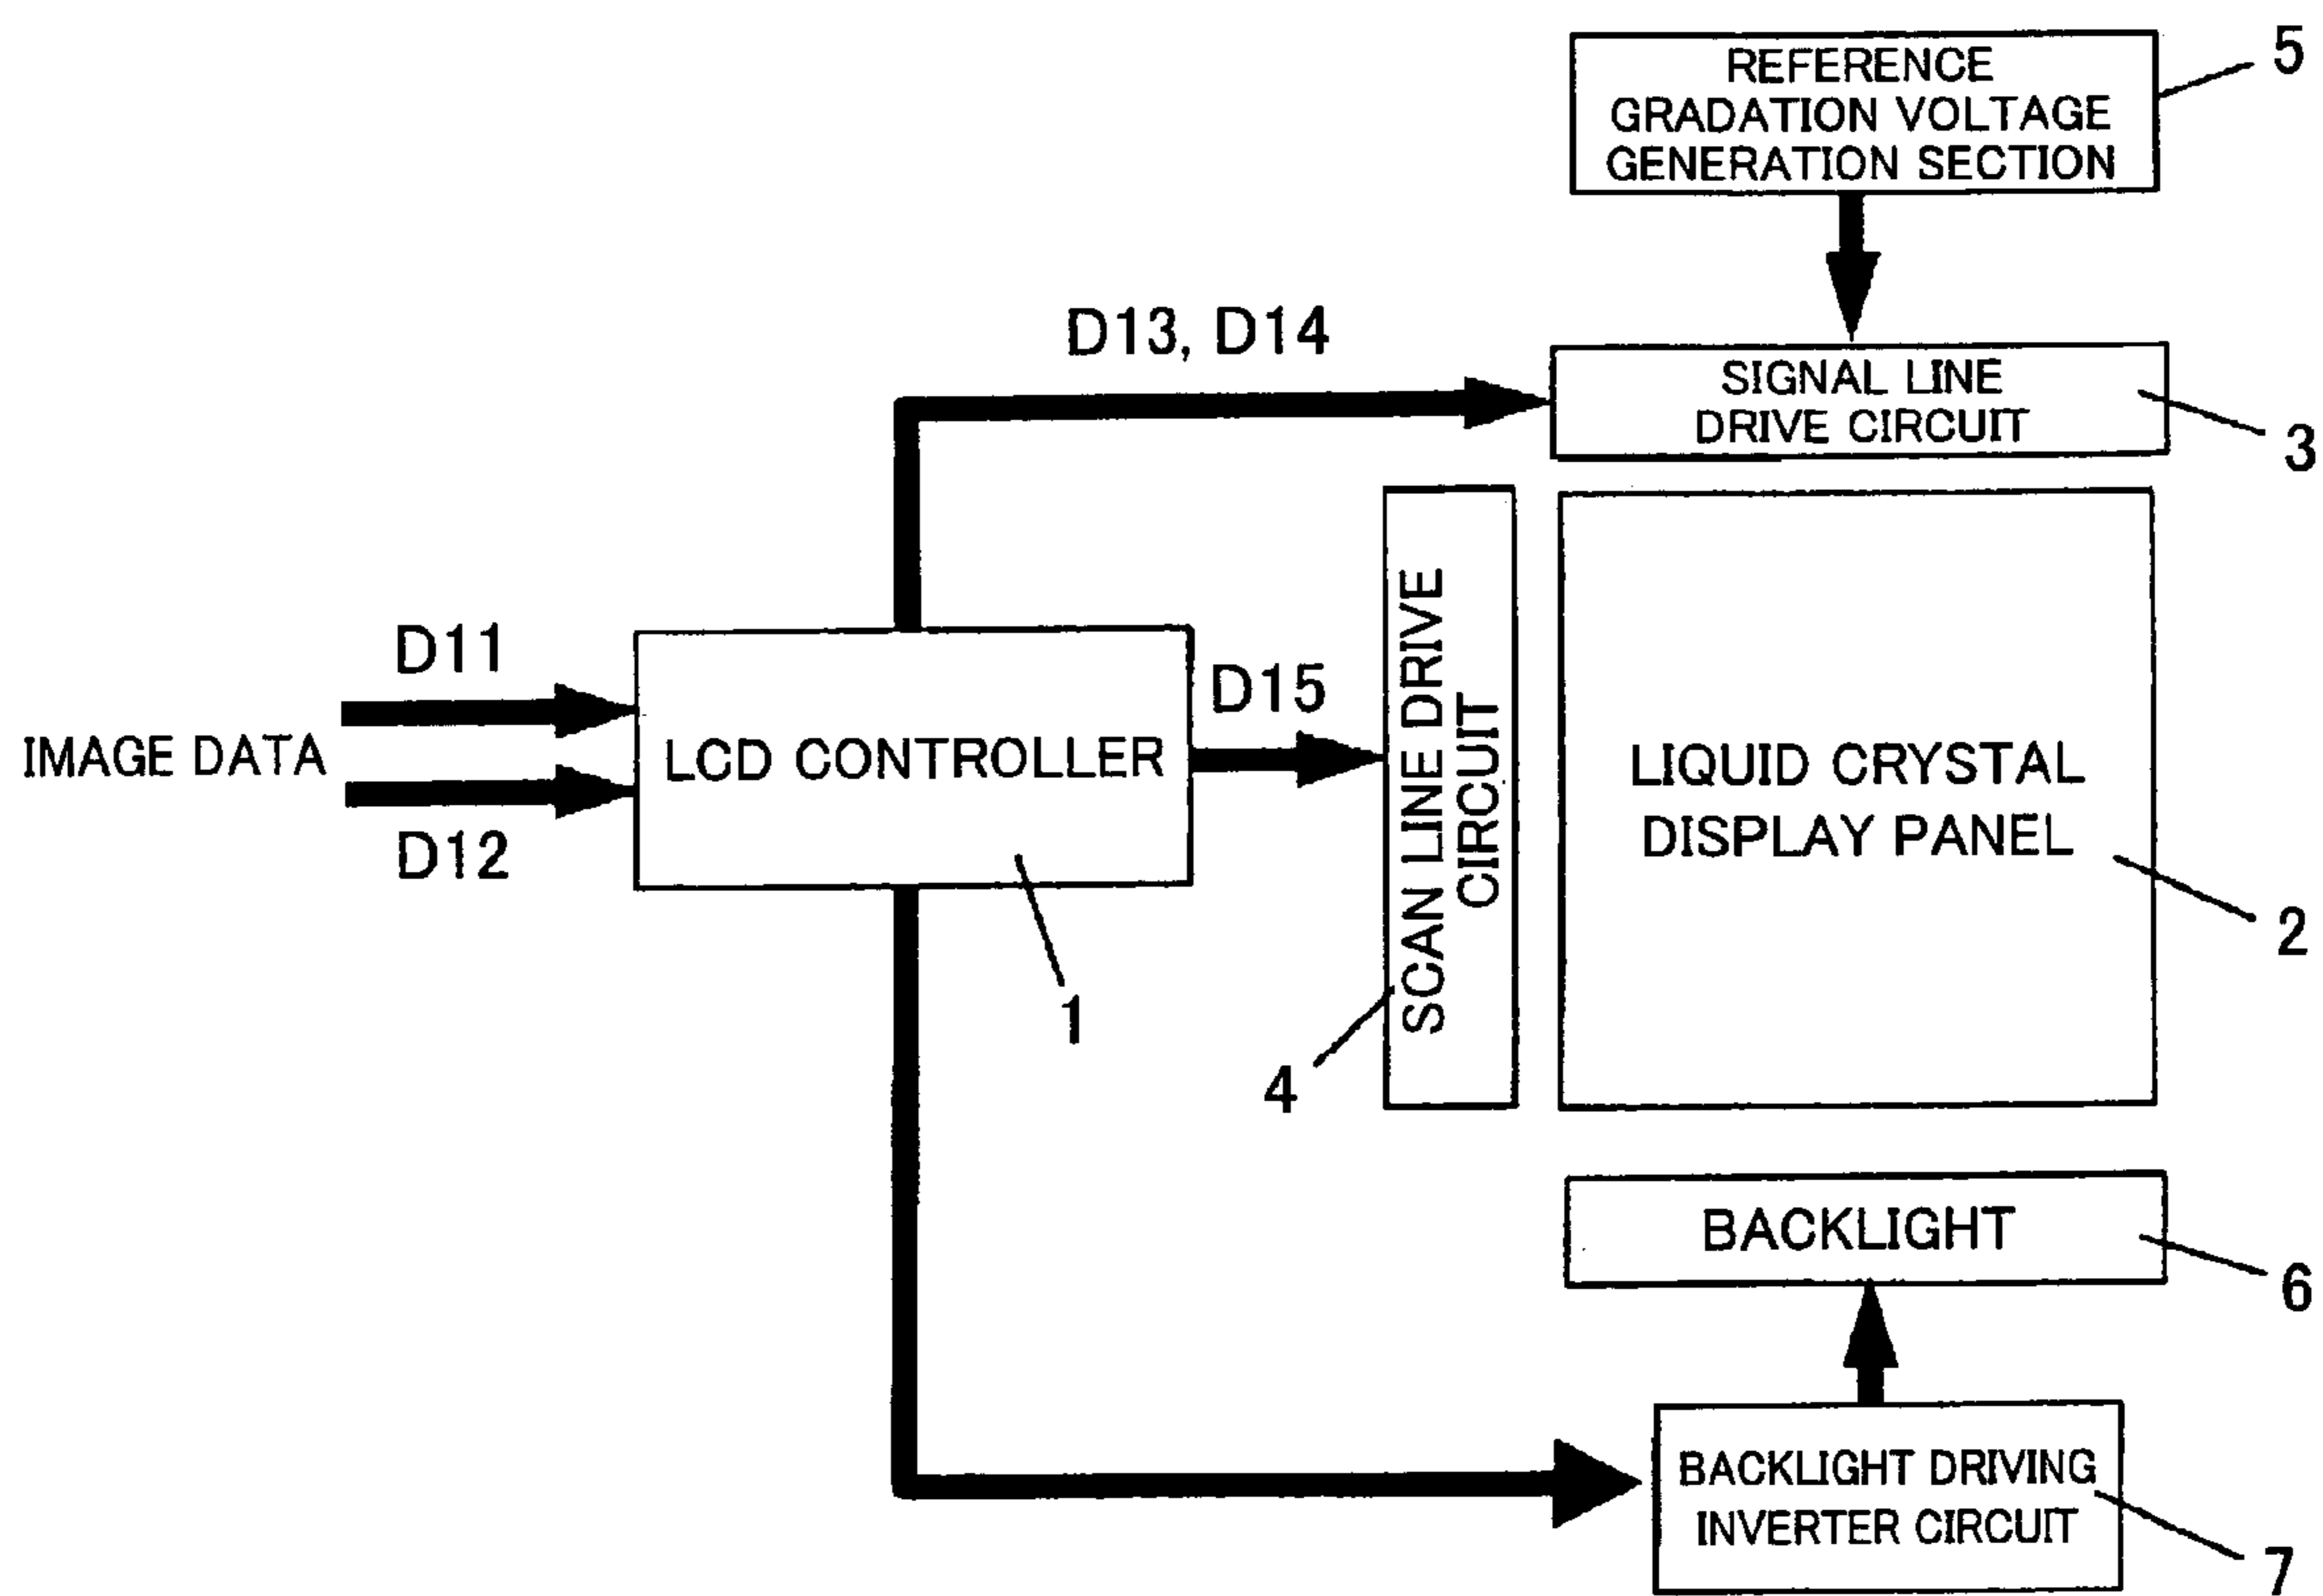 REFERENCE
GRADATION VOLTAGE
GENERATION SECTION
5
D13, D14
SIGNAL LINE
DRIVE CIRCUIT
3
D11
IMAGE DATA
D12
LCD CONTROLLER
1
D15
SCAN LINE DRIVE
CIRCUIT
4
LIQUID CRYSTAL
DISPLAY PANEL
2
BACKLIGHT
6
BACKLIGHT DRIVING
INVERTER CIRCUIT
7